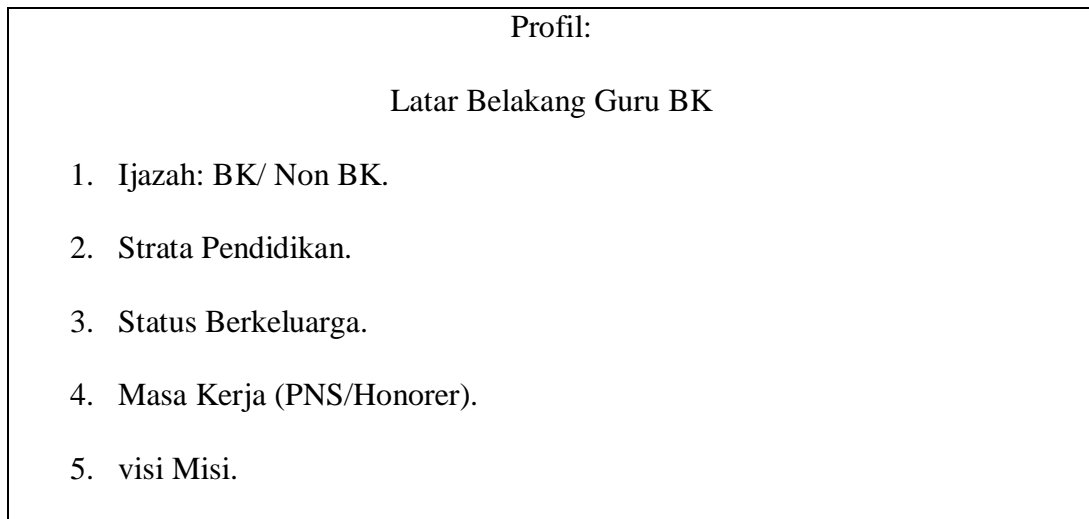 Profil:
Latar Belakang Guru BK
1. Ijazah: BK/ Non BK.
2. Strata Pendidikan.
3. Status Berkeluarga.
4. Masa Kerja (PNS/Honorer).
5. visi Misi.